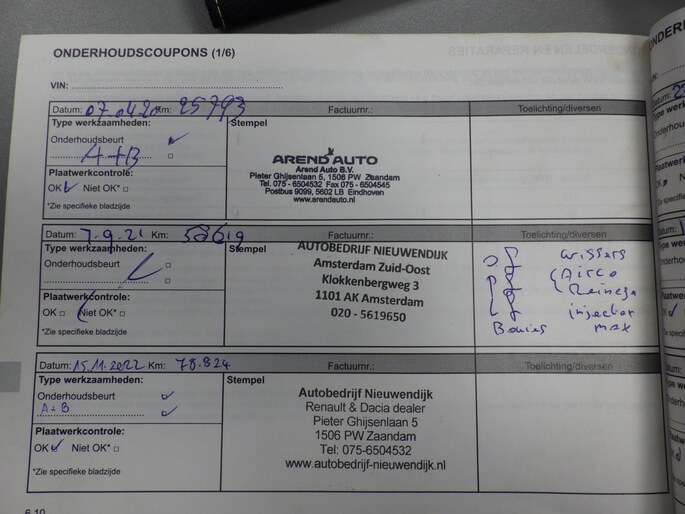 ONDERHOUDSCOUPONS (1/6)
VIN:
Datum: 07.04.20 Km: 25793 Factuurnr.: Toelichting/diversen
Type werkzaamheden: Stempel
Onderhoudsbeurt
A+B
Plaatwerkcontrole:
OK Niet OK*
*Zie specifieke bladzijde
AREND AUTO
Arend Auto B.V.
Pieter Ghijsenlaan 5, 1506 PW Zaandam
Tel. 075 - 6504532 Fax 075 - 6504545
Postbus 9099, 5602 LB Eindhoven
www.arendauto.nl
Datum: 7.9.21 Km: 58619 Factuurnr.: Toelichting/diversen
Type werkzaamheden: Stempel
Onderhoudsbeurt
Plaatwerkcontrole:
OK Niet OK*
*Zie specifieke bladzijde
AUTOBEDRIJF NIEUWENDIJK
Amsterdam Zuid-Oost
Klokkenbergweg 3
1101 AK Amsterdam
020 - 5619650
wissers
Airco
injector
max
Datum: 15.11.2022 Km: 78.824 Factuurnr.: Toelichting/diversen
Type werkzaamheden: Stempel
Onderhoudsbeurt
A+B
Plaatwerkcontrole:
OK Niet OK*
*Zie specifieke bladzijde
Autobedrijf Nieuwendijk
Renault & Dacia dealer
Pieter Ghijsenlaan 5
1506 PW Zaandam
Tel: 075-6504532
www.autobedrijf-nieuwendijk.nl
6.10